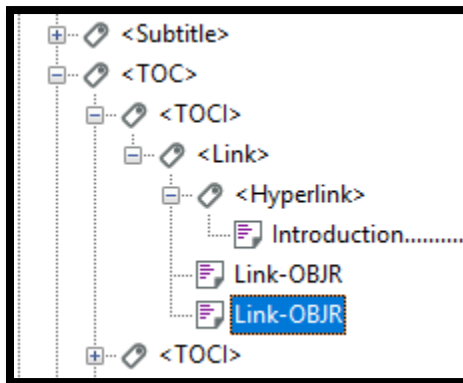 <Subtitle>
<TOC>
<TOCI>
<Link>
<Hyperlink>
Introduction..........
Link-OBJR
Link-OBJR
<TOCI>